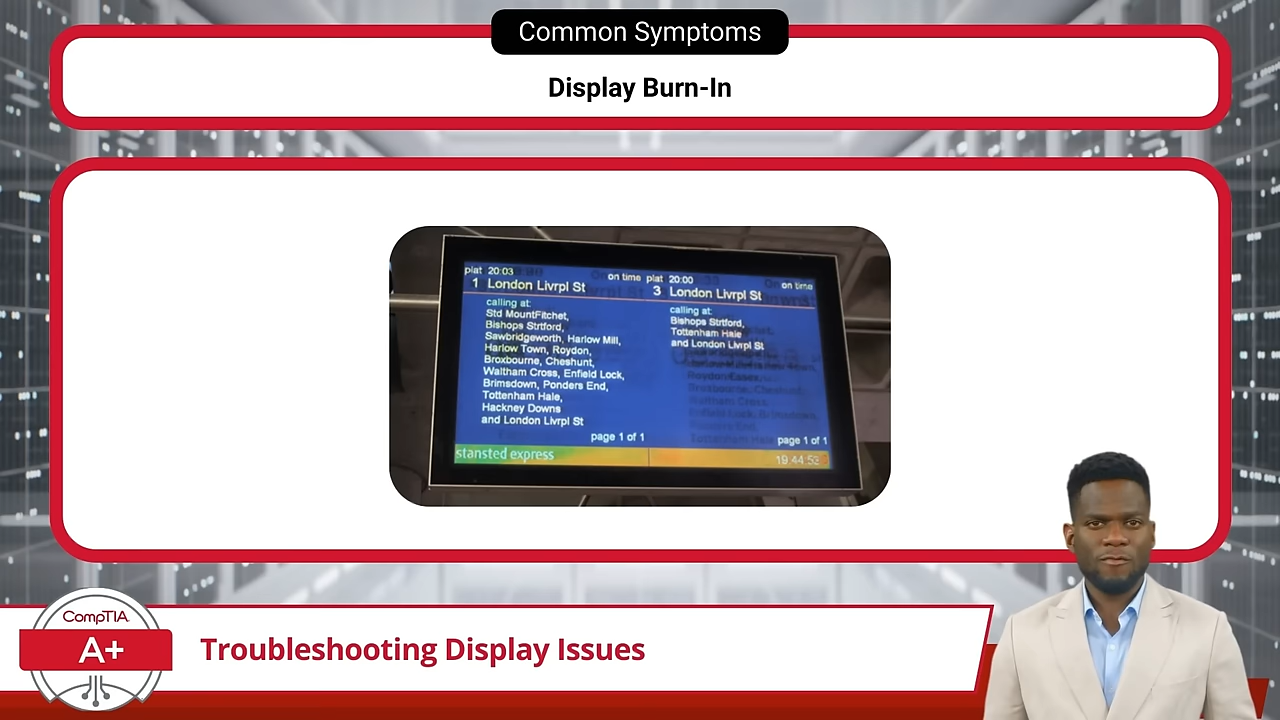 Common Symptoms
Display Burn-In
plat 20:03 on time
1 London Livrpl St
calling at:
Std MountFitchet,
Bishops Strtford,
Sawbridgeworth, Harlow Mill,
Harlow Town, Roydon,
Broxbourne, Cheshunt,
Waltham Cross, Enfield Lock,
Brimsdown, Ponders End,
Tottenham Hale,
Hackney Downs
and London Livrpl St
page 1 of 1
plat 20:00 on time
3 London Livrpl St
calling at:
Bishops Strtford,
Tottenham Hale
and London Livrpl St
page 1 of 1
stansted express
19:44:53
CompTIA
A+
Troubleshooting Display Issues